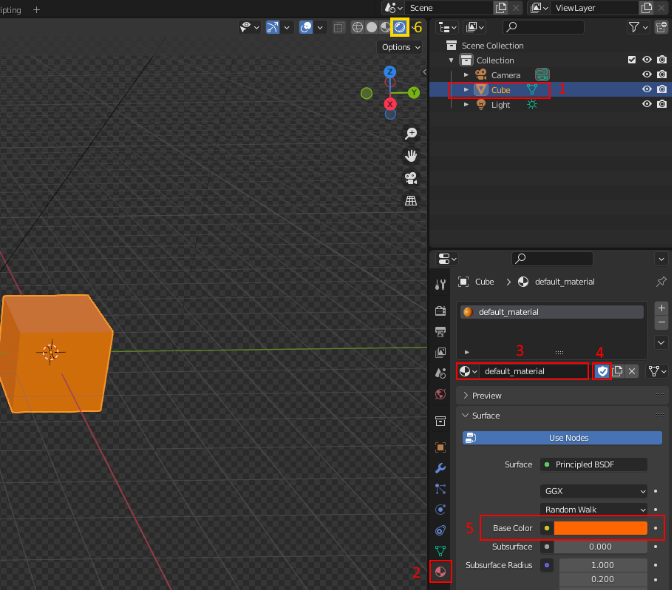 ipting +
Scene
ViewLayer
6
Options
Scene Collection
Collection
Camera
Cube
1
Light
Z
Y
X
Cube > default_material
default_material
3
4
default_material
Preview
Surface
Use Nodes
Surface Principled BSDF
GGX
Random Walk
5
Base Color
Subsurface 0.000
2
Subsurface Radius 1.000
0.200